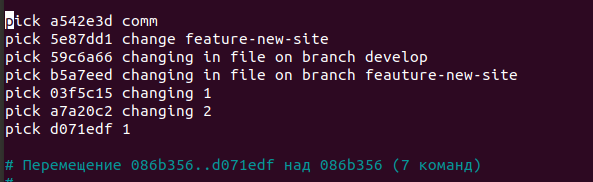 pick a542e3d comm
pick 5e87dd1 change feature-new-site
pick 59c6a66 changing in file on branch develop
pick b5a7eed changing in file on branch feauture-new-site
pick 03f5c15 changing 1
pick a7a20c2 changing 2
pick d071edf 1
# Перемещение 086b356..d071edf над 086b356 (7 команд)
#